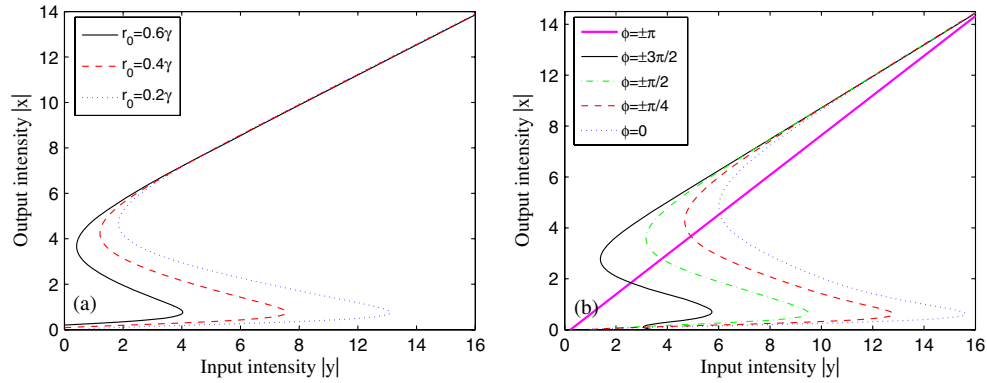 14
12
10
8
6
4
2
0
0 2 4 6 8 10 12 14 16
Output intensity |x|
Input intensity |y|
r0=0.6γ
r0=0.4γ
r0=0.2γ
(a)
14
12
10
8
6
4
2
0
0 2 4 6 8 10 12 14 16
Output intensity |x|
Input intensity |y|
ϕ=±π
ϕ=±3π/2
ϕ=±π/2
ϕ=±π/4
ϕ=0
(b)